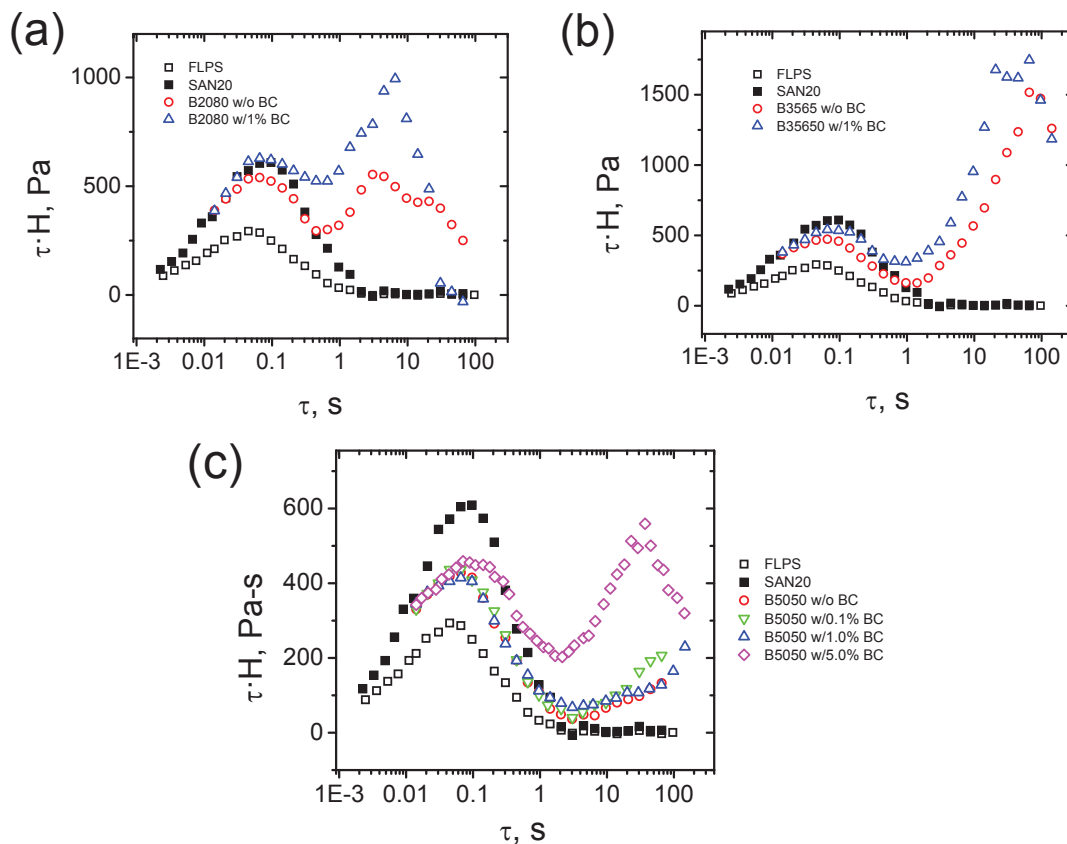 (a)
1000
500
0
τ·H, Pa
FLPS
SAN20
B2080 w/o BC
B2080 w/1% BC
1E-3 0.01 0.1 1 10 100
τ, s
(b)
1500
1000
500
0
τ·H, Pa
FLPS
SAN20
B3565 w/o BC
B35650 w/1% BC
1E-3 0.01 0.1 1 10 100
τ, s
(c)
600
400
200
0
τ·H, Pa-s
1E-3 0.01 0.1 1 10 100
τ, s
FLPS
SAN20
B5050 w/o BC
B5050 w/0.1% BC
B5050 w/1.0% BC
B5050 w/5.0% BC